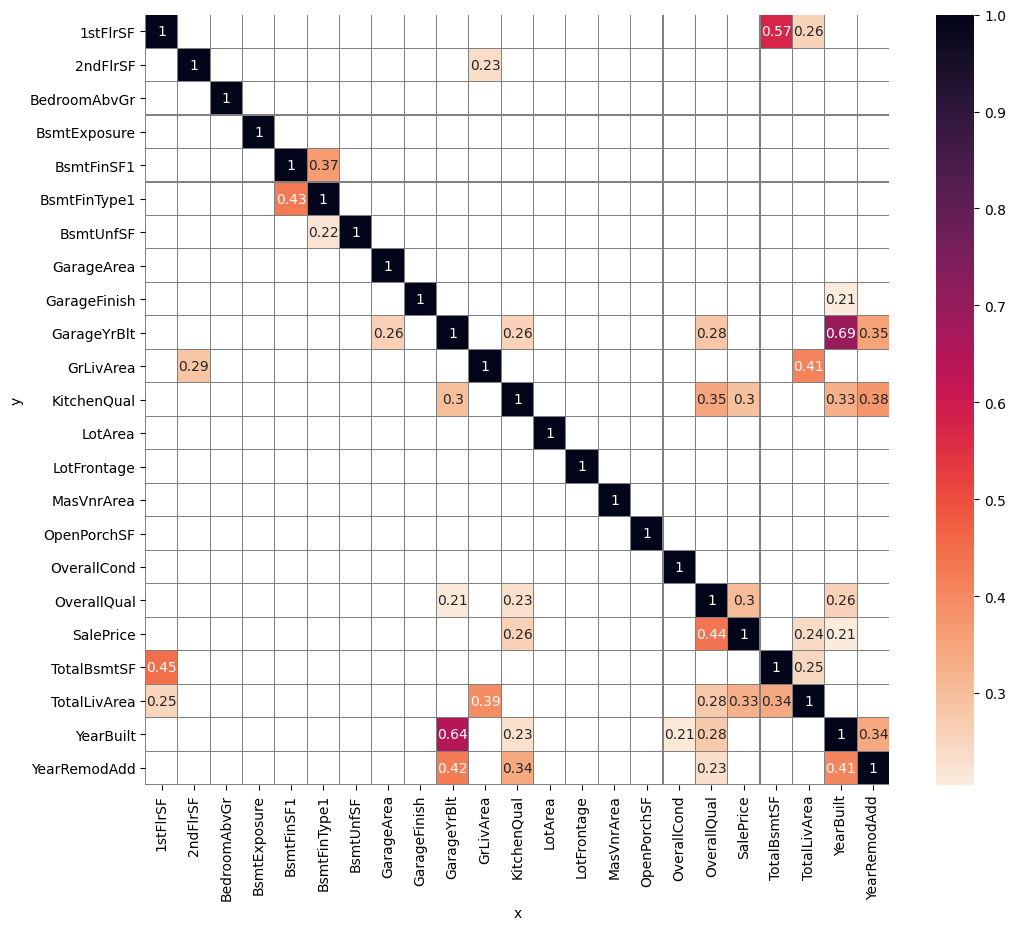 1stFlrSF 1 0.57 0.26
2ndFlrSF 1 0.23
BedroomAbvGr 1
BsmtExposure 1
BsmtFinSF1 1 0.37
BsmtFinType1 0.43 1
BsmtUnfSF 0.22 1
GarageArea 1
GarageFinish 1 0.21
GarageYrBlt 0.26 1 0.26 0.28 0.69 0.35
GrLivArea 0.29 1 0.41
KitchenQual 0.3 1 0.35 0.3 0.33 0.38
LotArea 1
LotFrontage 1
MasVnrArea 1
OpenPorchSF 1
OverallCond 1
OverallQual 0.21 0.23 1 0.3 0.26
SalePrice 0.26 0.44 1 0.24 0.21
TotalBsmtSF 0.45 1 0.25
TotalLivArea 0.25 0.39 0.28 0.33 0.34 1
YearBuilt 0.64 0.23 0.21 0.28 1 0.34
YearRemodAdd 0.42 0.34 0.23 0.41 1
y
1stFlrSF
2ndFlrSF
BedroomAbvGr
BsmtExposure
BsmtFinSF1
BsmtFinType1
BsmtUnfSF
GarageArea
GarageFinish
GarageYrBlt
GrLivArea
KitchenQual
LotArea
LotFrontage
MasVnrArea
OpenPorchSF
OverallCond
OverallQual
SalePrice
TotalBsmtSF
TotalLivArea
YearBuilt
YearRemodAdd
x
1.0
0.9
0.8
0.7
0.6
0.5
0.4
0.3